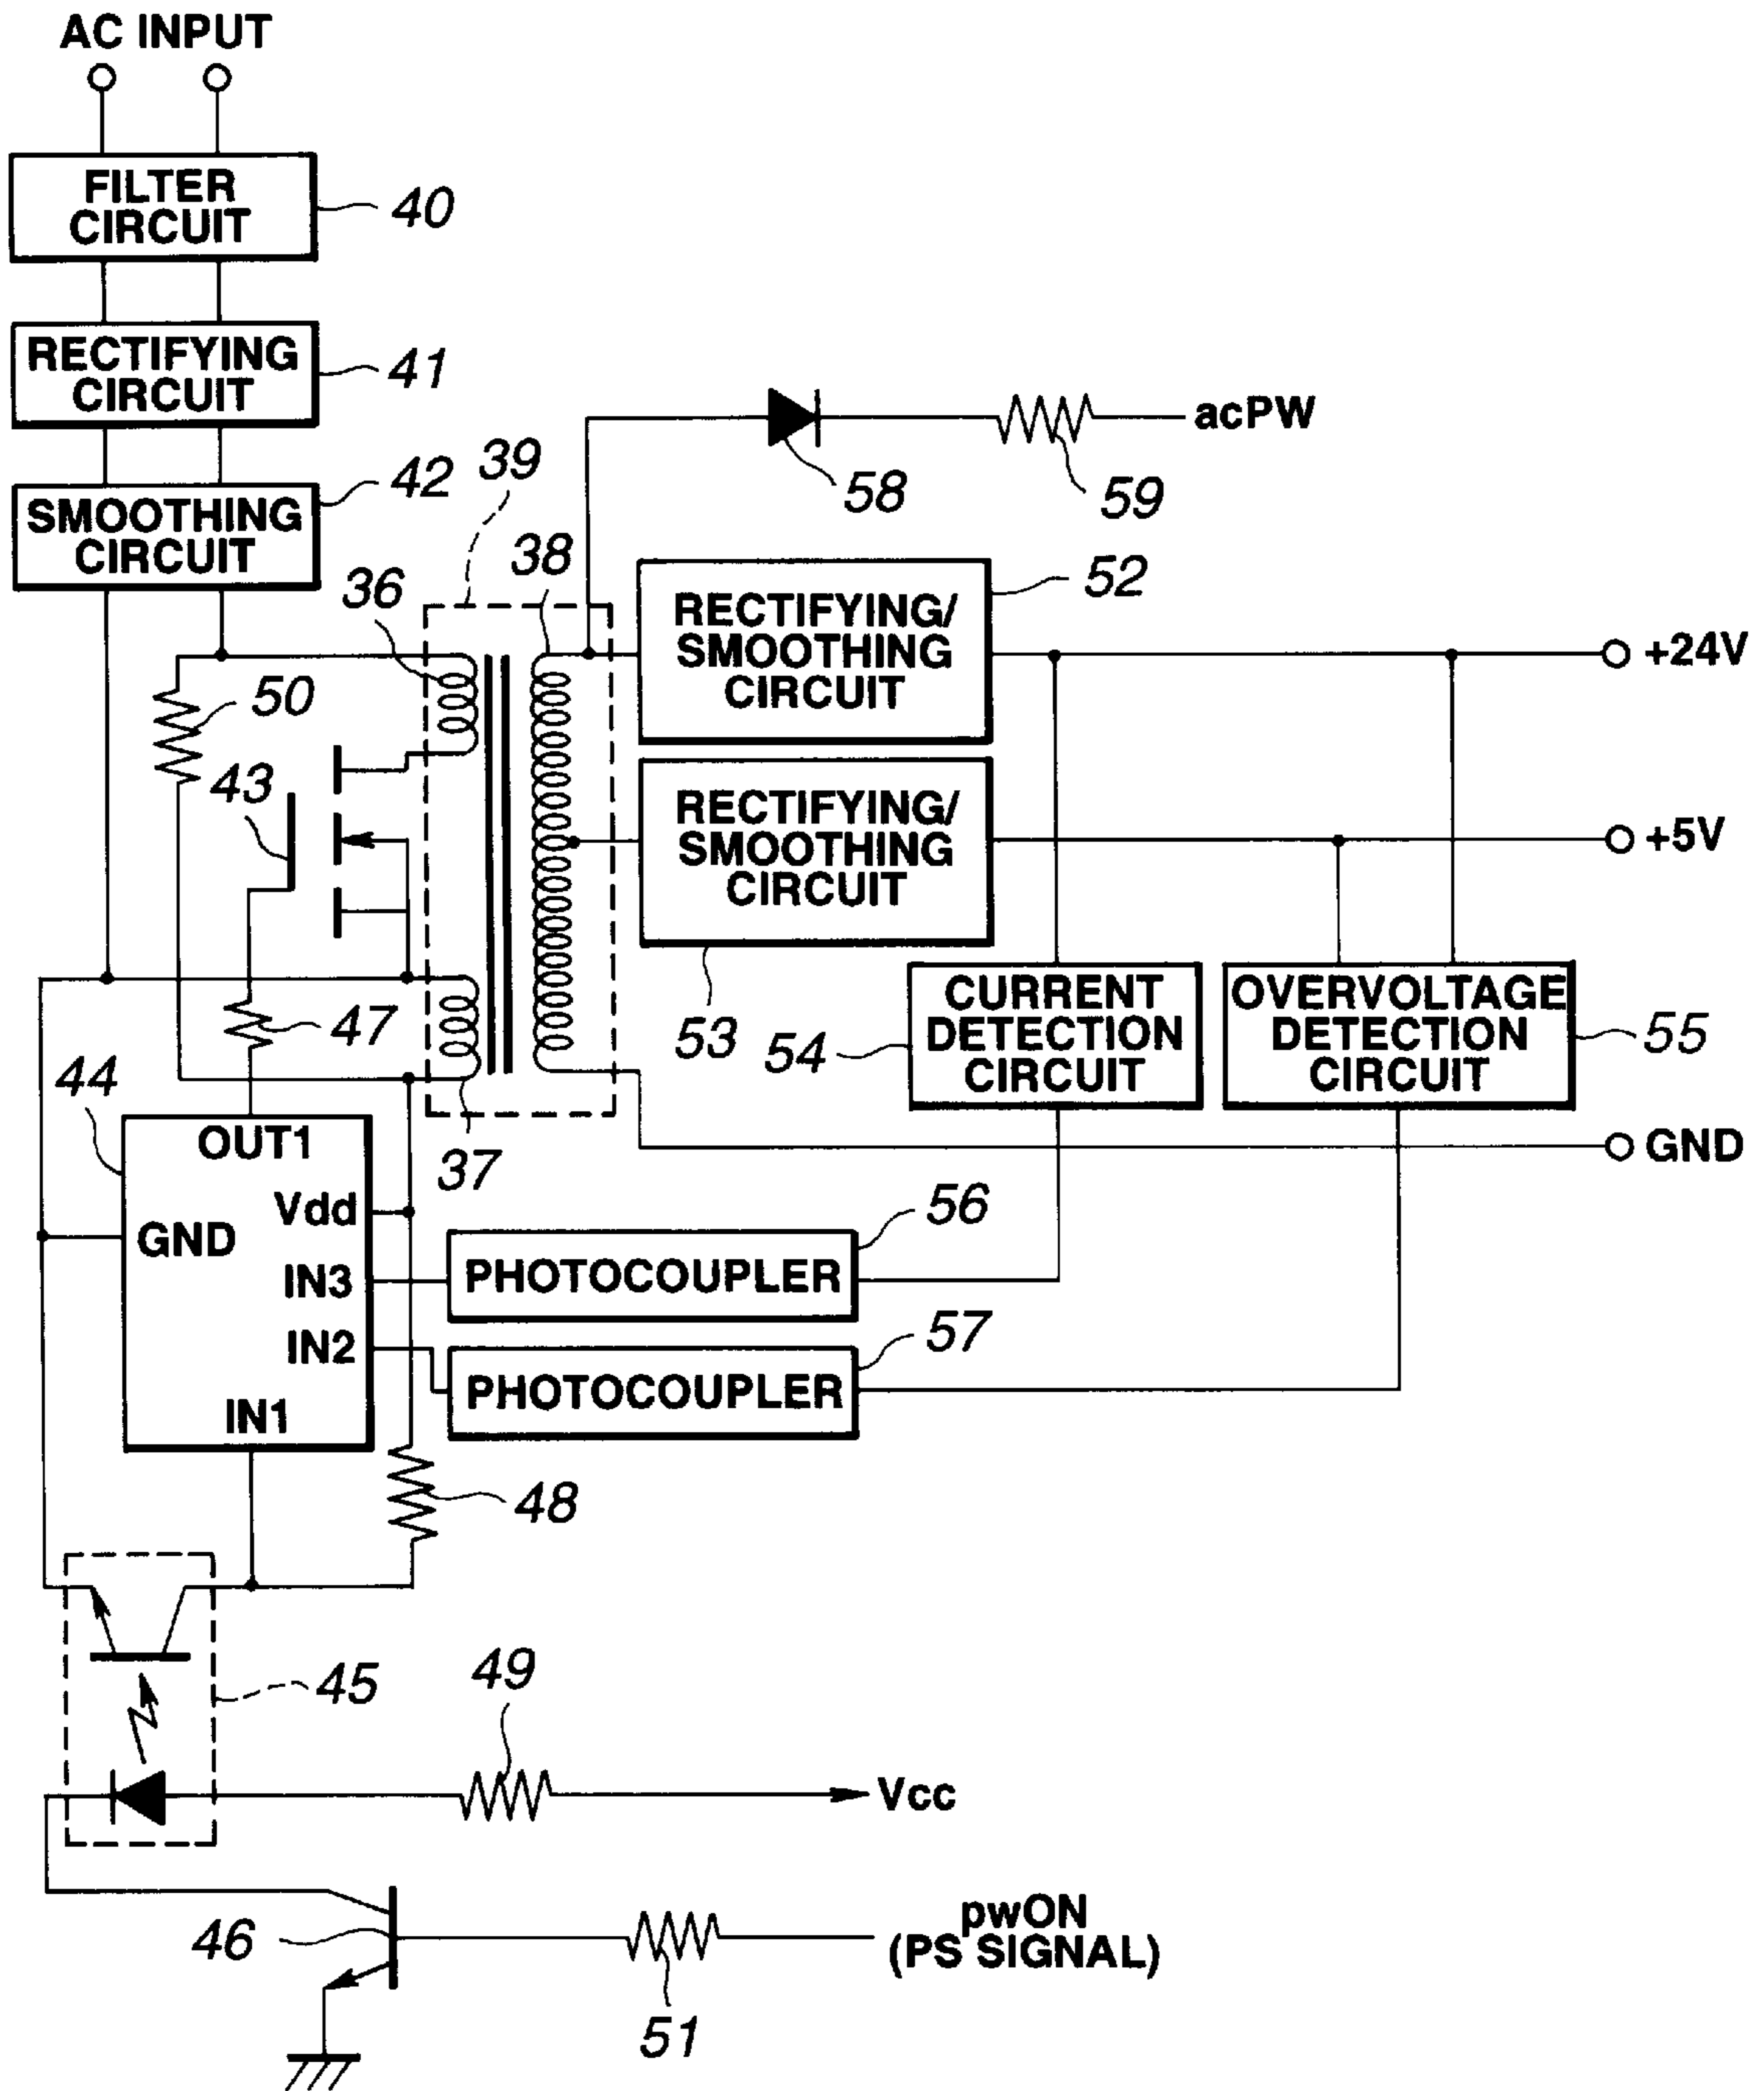 AC INPUT
FILTER
CIRCUIT
40
RECTIFYING
CIRCUIT
41
SMOOTHING
CIRCUIT
42
39
58
59
acPW
36
38
50
43
RECTIFYING/
SMOOTHING
CIRCUIT
52
+24V
RECTIFYING/
SMOOTHING
CIRCUIT
53
+5V
47
CURRENT
DETECTION
CIRCUIT
54
OVERVOLTAGE
DETECTION
CIRCUIT
55
GND
44
37
OUT1
Vdd
GND
IN3
IN2
IN1
PHOTOCOUPLER
56
PHOTOCOUPLER
57
48
45
49
Vcc
46
51
pwON
(PS SIGNAL)